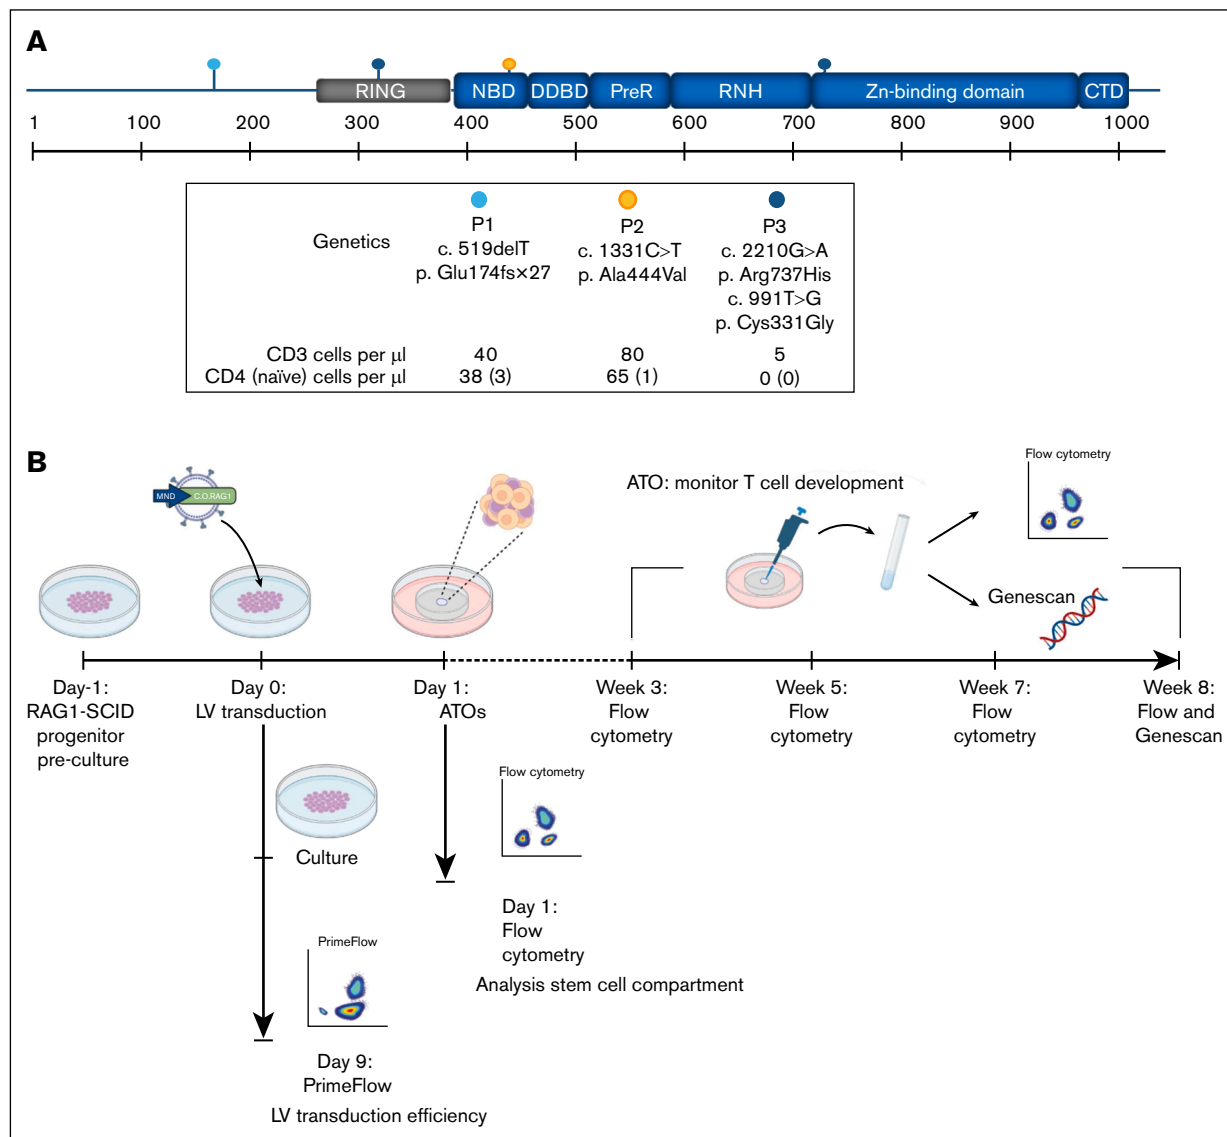 A
RING
NBD
DDBD
PreR
RNH
Zn-binding domain
CTD
1 100 200 300 400 500 600 700 800 900 1000
Genetics
P1
c. 519delT
p. Glu174fs×27
P2
c. 1331C>T
p. Ala444Val
P3
c. 2210G>A
p. Arg737His
c. 991T>G
p. Cys331Gly
CD3 cells per µl 40 80 5
CD4 (naïve) cells per µl 38 (3) 65 (1) 0 (0)
B
MND
C.O.RAG1
ATO: monitor T cell development
Flow cytometry
Genescan
Day-1:
RAG1-SCID
progenitor
pre-culture
Day 0:
LV transduction
Day 1:
ATOs
Week 3:
Flow
cytometry
Week 5:
Flow
cytometry
Week 7:
Flow
cytometry
Week 8:
Flow and
Genescan
Culture
Flow cytometry
Day 1:
Flow
cytometry
Analysis stem cell compartment
PrimeFlow
Day 9:
PrimeFlow
LV transduction efficiency